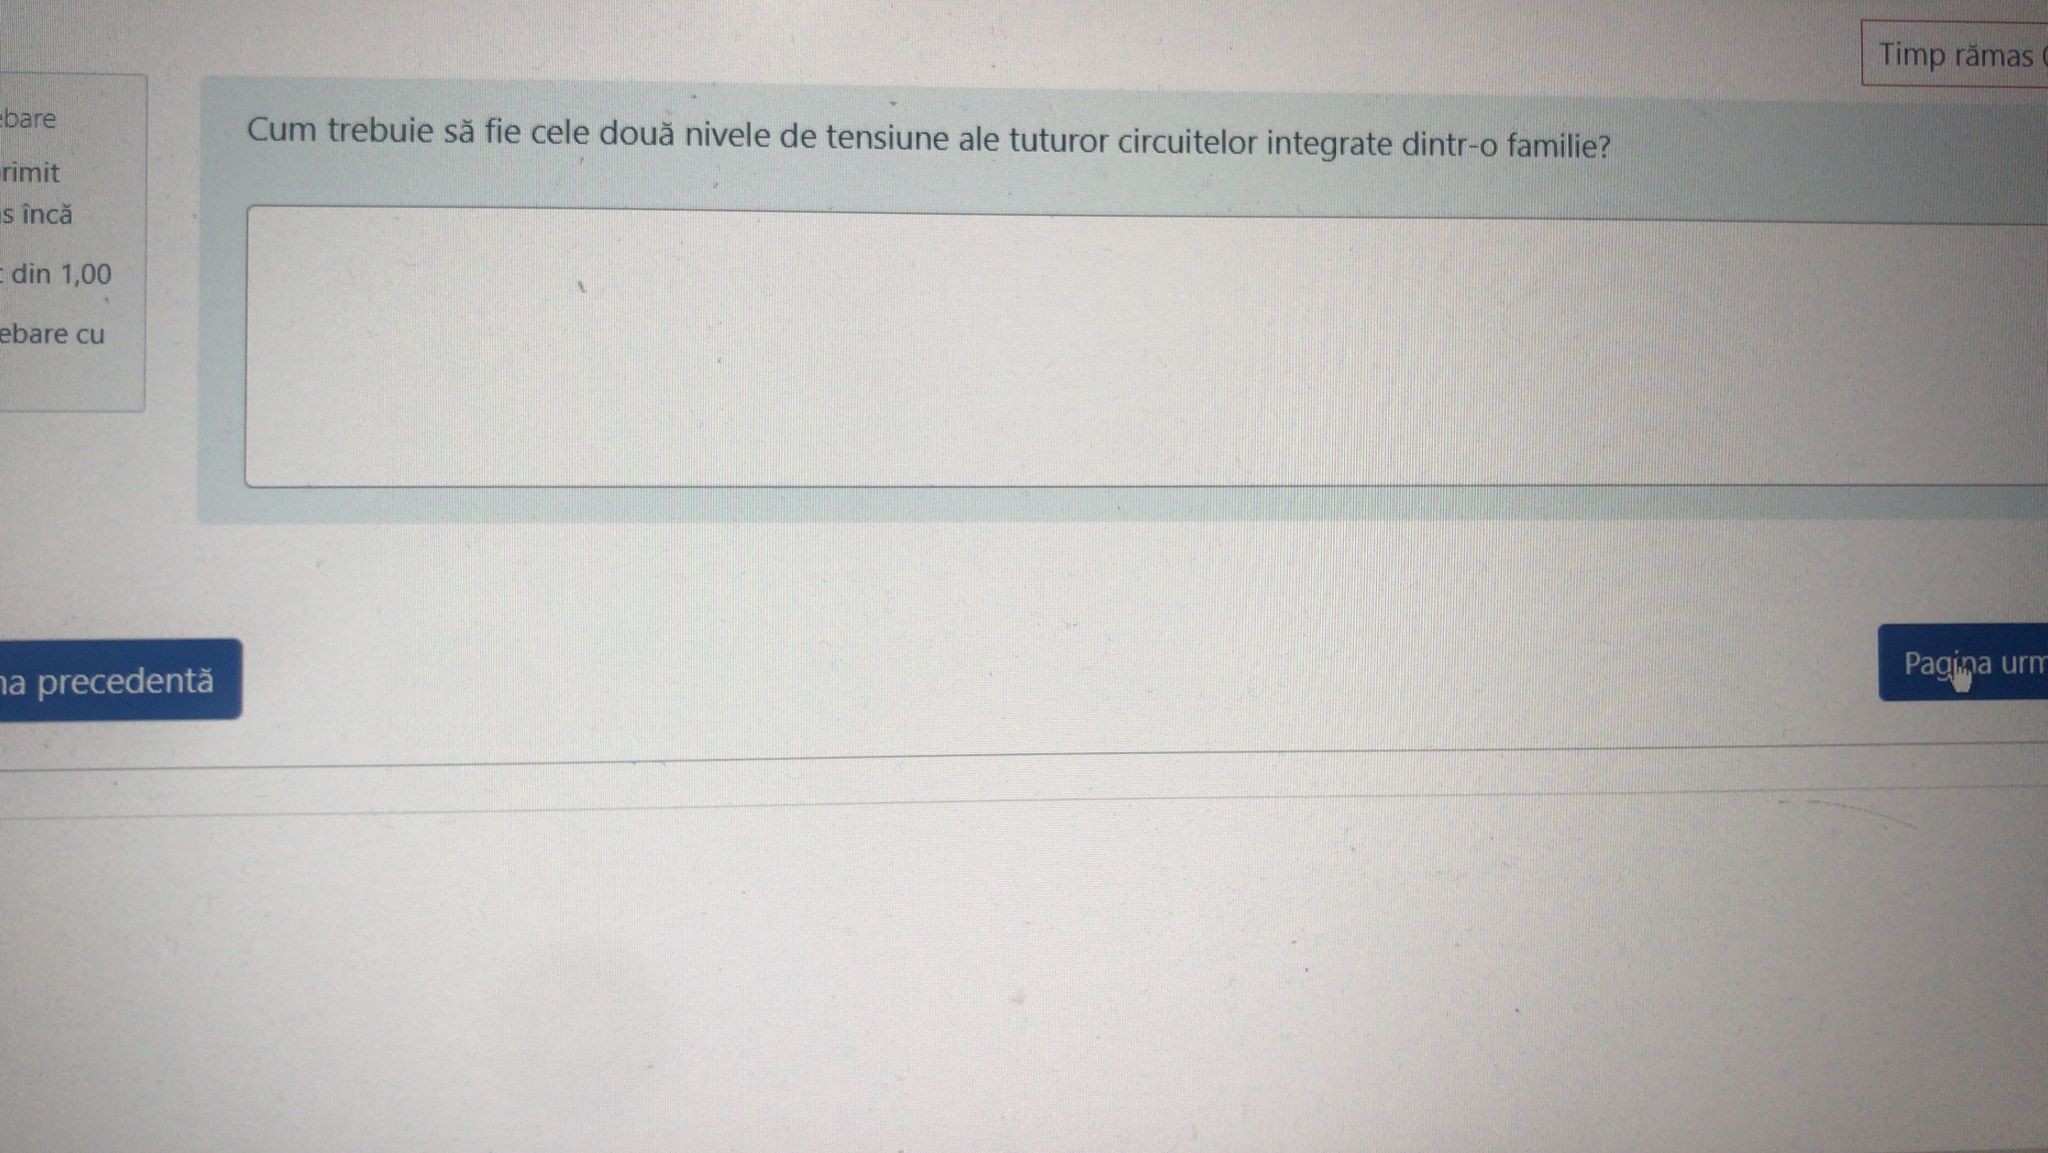 Timp rămas
Cum trebuie să fie cele două nivele de tensiune ale tuturor circuitelor integrate dintr-o familie?
bare
rimit
s încă
din 1,00
ebare cu
na precedentă
Pagina urm